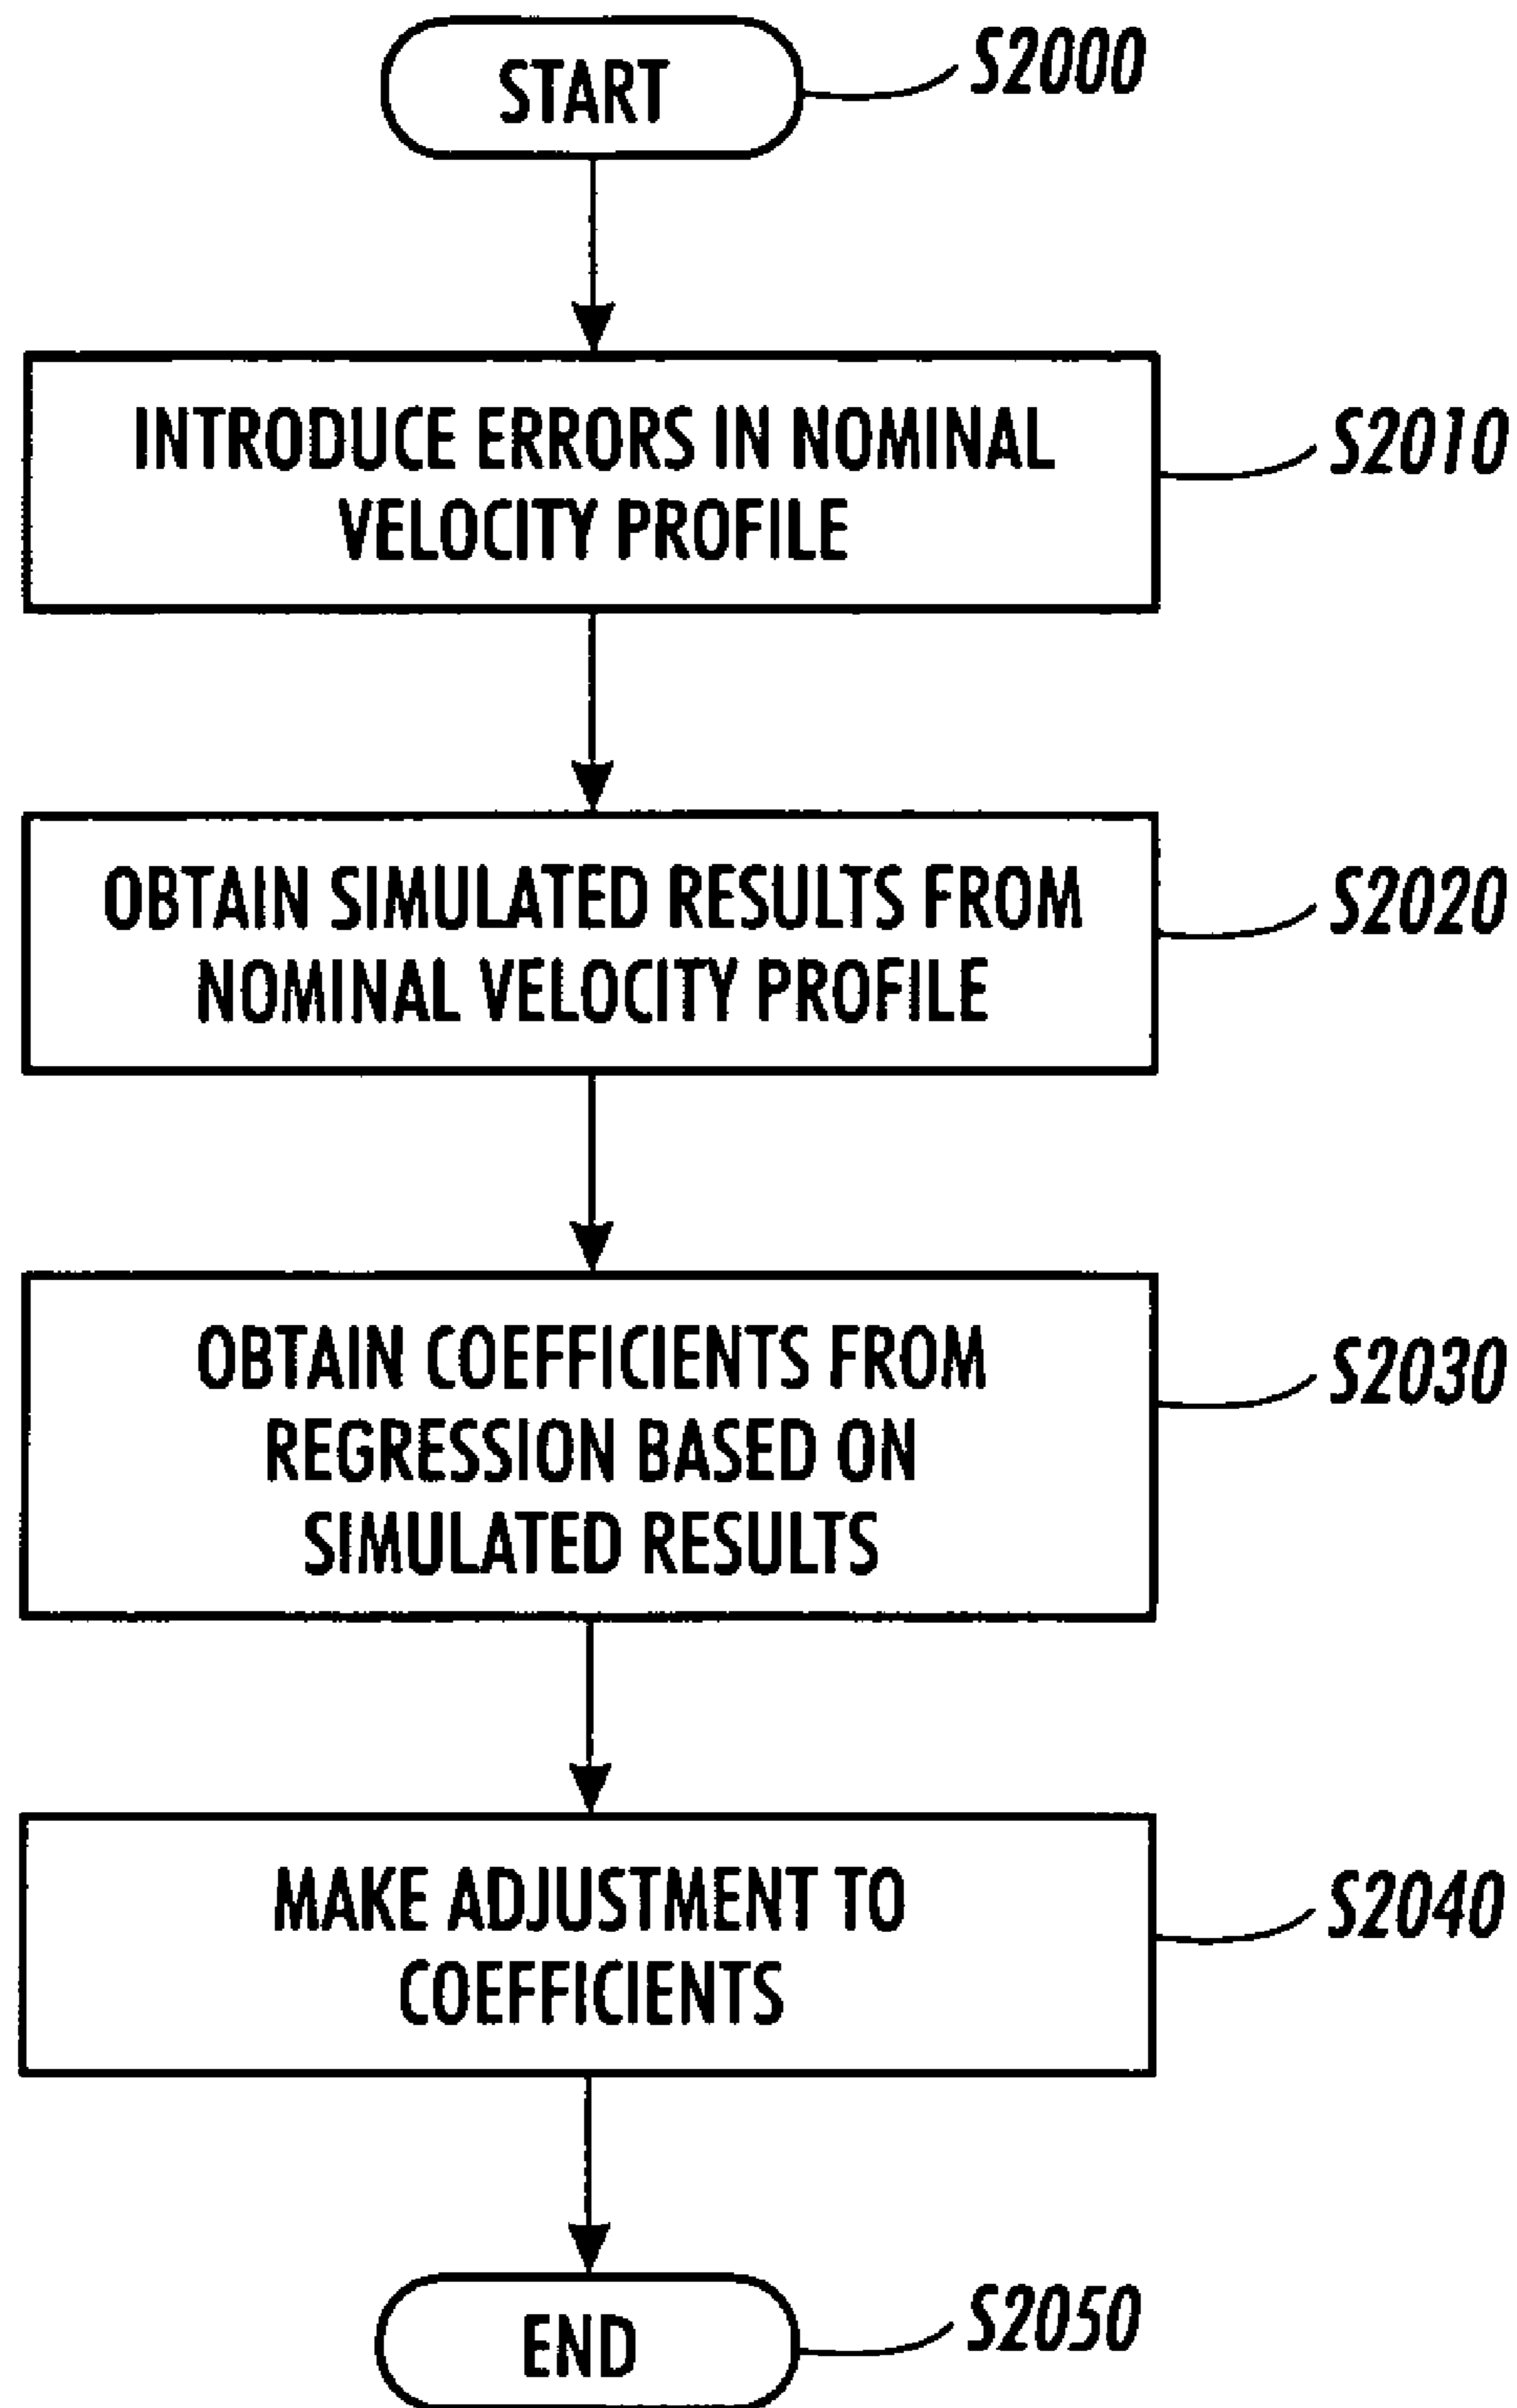 START
S2000
INTRODUCE ERRORS IN NOMINAL
VELOCITY PROFILE
S2010
OBTAIN SIMULATED RESULTS FROM
NOMINAL VELOCITY PROFILE
S2020
OBTAIN COEFFICIENTS FROM
REGRESSION BASED ON
SIMULATED RESULTS
S2030
MAKE ADJUSTMENT TO
COEFFICIENTS
S2040
END
S2050